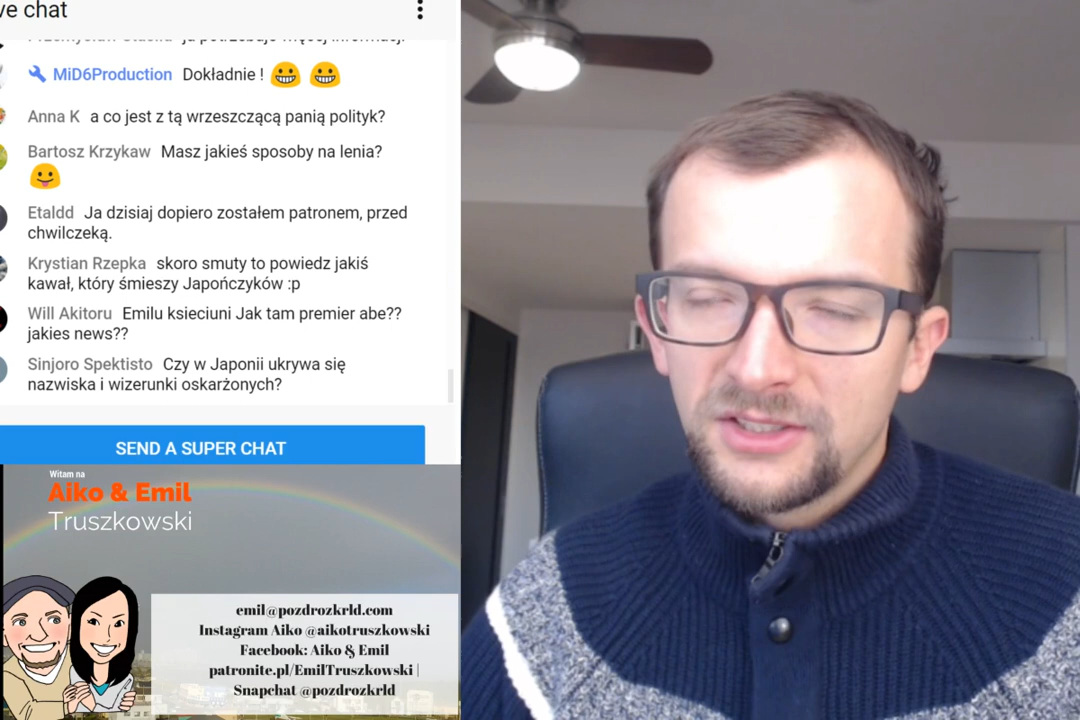 ve chat
MiD6Production Dokładnie !
Anna K a co jest z tą wrzeszczącą panią polityk?
Bartosz Krzykaw Masz jakieś sposoby na lenia?
Etaldd Ja dzisiaj dopiero zostałem patronem, przed
chwilczeką.
Krystian Rzepka skoro smuty to powiedz jakiś
kawał, który śmieszy Japończyków :p
Will Akitoru Emilu ksieciuni Jak tam premier abe??
jakies news??
Sinjoro Spektisto Czy w Japonii ukrywa się
nazwiska i wizerunki oskarżonych?
SEND A SUPER CHAT
Witam na
Aiko & Emil
Truszkowski
emil@pozdrozkrld.com
Instagram Aiko @aikotruszkowski
Facebook: Aiko & Emil
patronite.pl/EmilTruszkowski |
Snapchat @pozdrozkrld